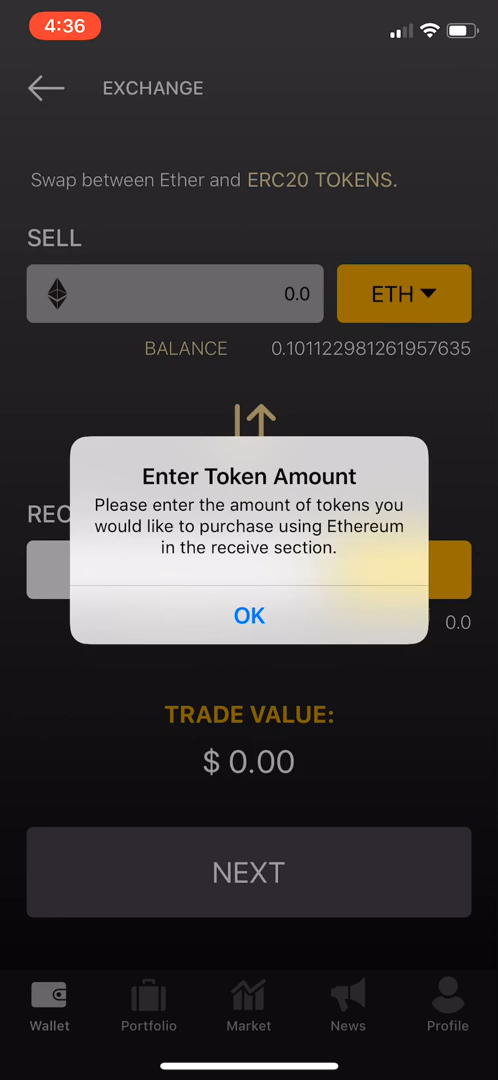 4:36
EXCHANGE
Swap between Ether and ERC20 TOKENS.
SELL
0.0
ETH
BALANCE 0.101122981261957635
Enter Token Amount
Please enter the amount of tokens you
would like to purchase using Ethereum
in the receive section.
OK
0.0
TRADE VALUE:
$ 0.00
NEXT
Wallet
Portfolio
Market
News
Profile